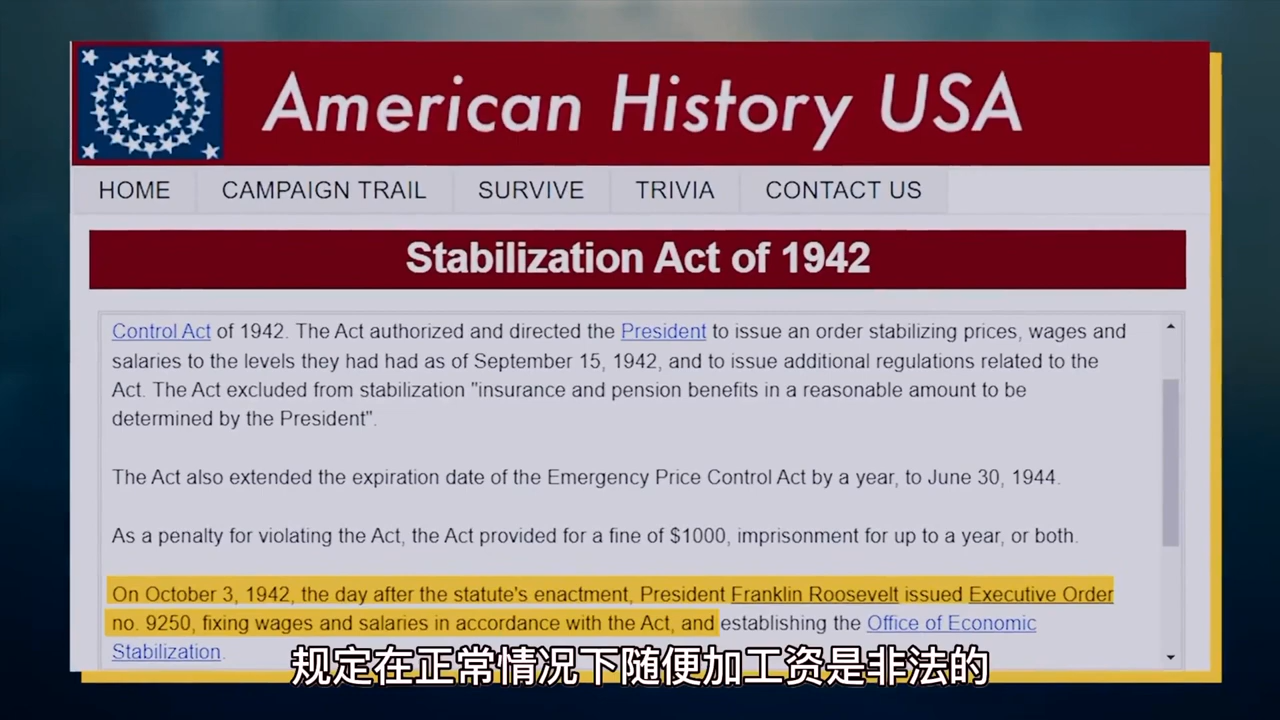 American History USA
HOME CAMPAIGN TRAIL SURVIVE TRIVIA CONTACT US
Stabilization Act of 1942
Control Act of 1942. The Act authorized and directed the President to issue an order stabilizing prices, wages and
salaries to the levels they had had as of September 15, 1942, and to issue additional regulations related to the
Act. The Act excluded from stabilization "insurance and pension benefits in a reasonable amount to be
determined by the President".
The Act also extended the expiration date of the Emergency Price Control Act by a year, to June 30, 1944.
As a penalty for violating the Act, the Act provided for a fine of $1000, imprisonment for up to a year, or both.
On October 3, 1942, the day after the statute's enactment, President Franklin Roosevelt issued Executive Order
no. 9250, fixing wages and salaries in accordance with the Act, and establishing the Office of Economic
Stabilization.
规定在正常情况下随便加工资是非法的